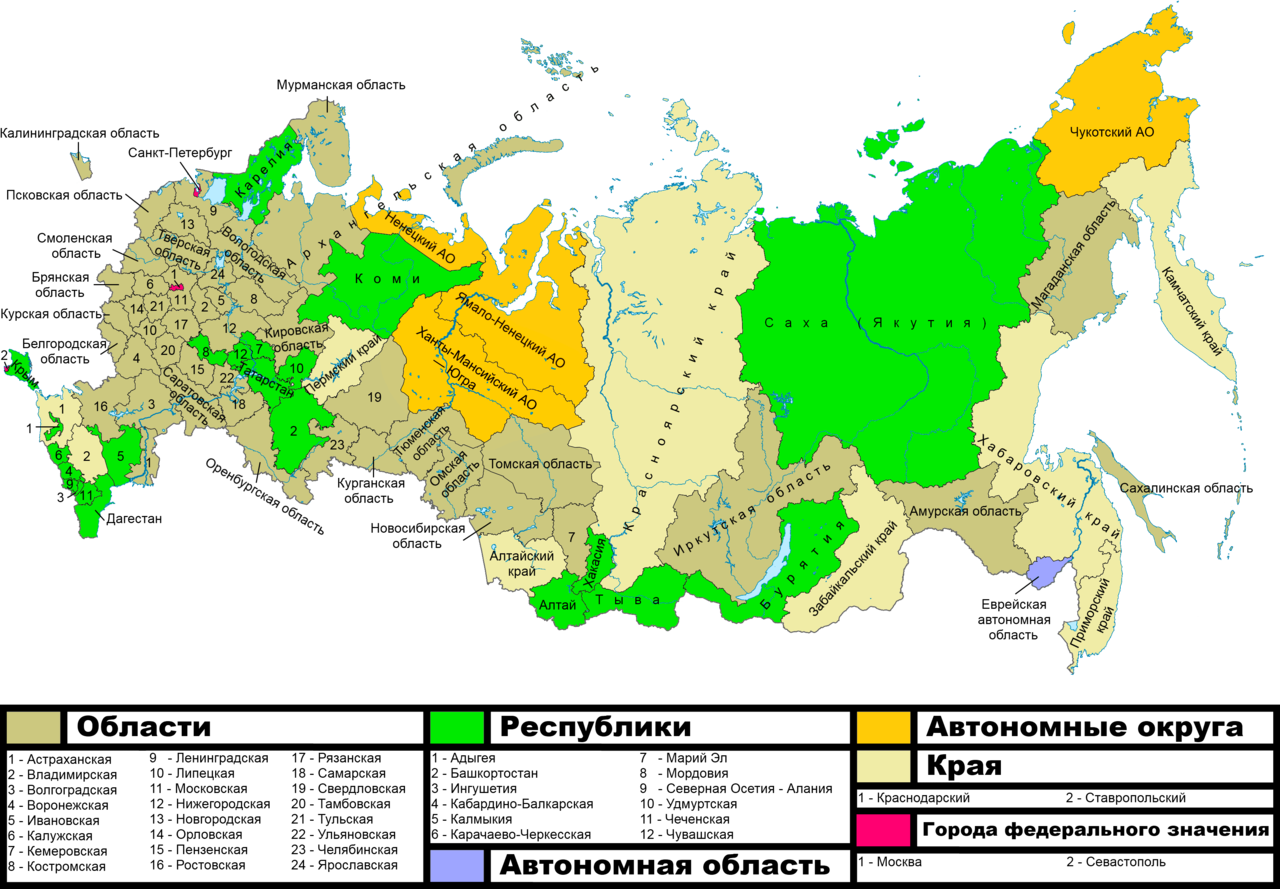 Мурманская область
Калининградская область
Санкт-Петербург
Карелия
Архангельская область
Чукотский АО
Псковская область
9
13
Ненецкий АО
Вологодская
область
Тверская
область
Смоленская
область
24
Коми
Магаданская область
Камчатский край
Брянская
область
6
1
11
2
5
8
14
21
Ямало-Ненецкий АО
Курская область
10
17
12
Кировская
область
Саха (Якутия)
Красноярский край
Ханты-Мансийский АО
Югра
Белгородская
область
4
20
8
12
7
Татарстан
10
Пермский край
2
Крым
15
22
19
Саратовская
область
18
1
16
3
2
23
Тюменская
область
1
6
2
5
1
4
9
3
11
Дагестан
Оренбургская область
Курганская
область
Омская
область
Томская область
Новосибирская
область
7
Алтайский
край
Хакасия
Алтай
Тыва
Иркутская область
Бурятия
Забайкальский край
Амурская область
Хабаровский край
Сахалинская область
Еврейская
автономная
область
Приморский
край
Области
1 - Астраханская
2 - Владимирская
3 - Волгоградская
4 - Воронежская
5 - Ивановская
6 - Калужская
7 - Кемеровская
8 - Костромская
9 - Ленинградская
10 - Липецкая
11 - Московская
12 - Нижегородская
13 - Новгородская
14 - Орловская
15 - Пензенская
16 - Ростовская
17 - Рязанская
18 - Самарская
19 - Свердловская
20 - Тамбовская
21 - Тульская
22 - Ульяновская
23 - Челябинская
24 - Ярославская
Республики
1 - Адыгея
2 - Башкортостан
3 - Ингушетия
4 - Кабардино-Балкарская
5 - Калмыкия
6 - Карачаево-Черкесская
7 - Марий Эл
8 - Мордовия
9 - Северная Осетия - Алания
10 - Удмуртская
11 - Чеченская
12 - Чувашская
Автономная область
Автономные округа
Края
1 - Краснодарский
2 - Ставропольский
Города федерального значения
1 - Москва
2 - Севастополь